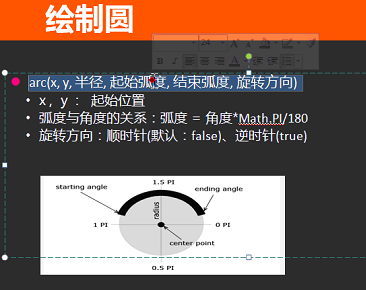 绘制圆
24
A A
B I U S
arc(x, y, 半径, 起始弧度, 结束弧度, 旋转方向)
• x , y : 起始位置
• 弧度与角度的关系：弧度 = 角度*Math.PI/180
• 旋转方向：顺时针(默认：false)、逆时针(true)
1.5 PI
starting angle
ending angle
radius
1 PI
0 PI
center point
0.5 PI